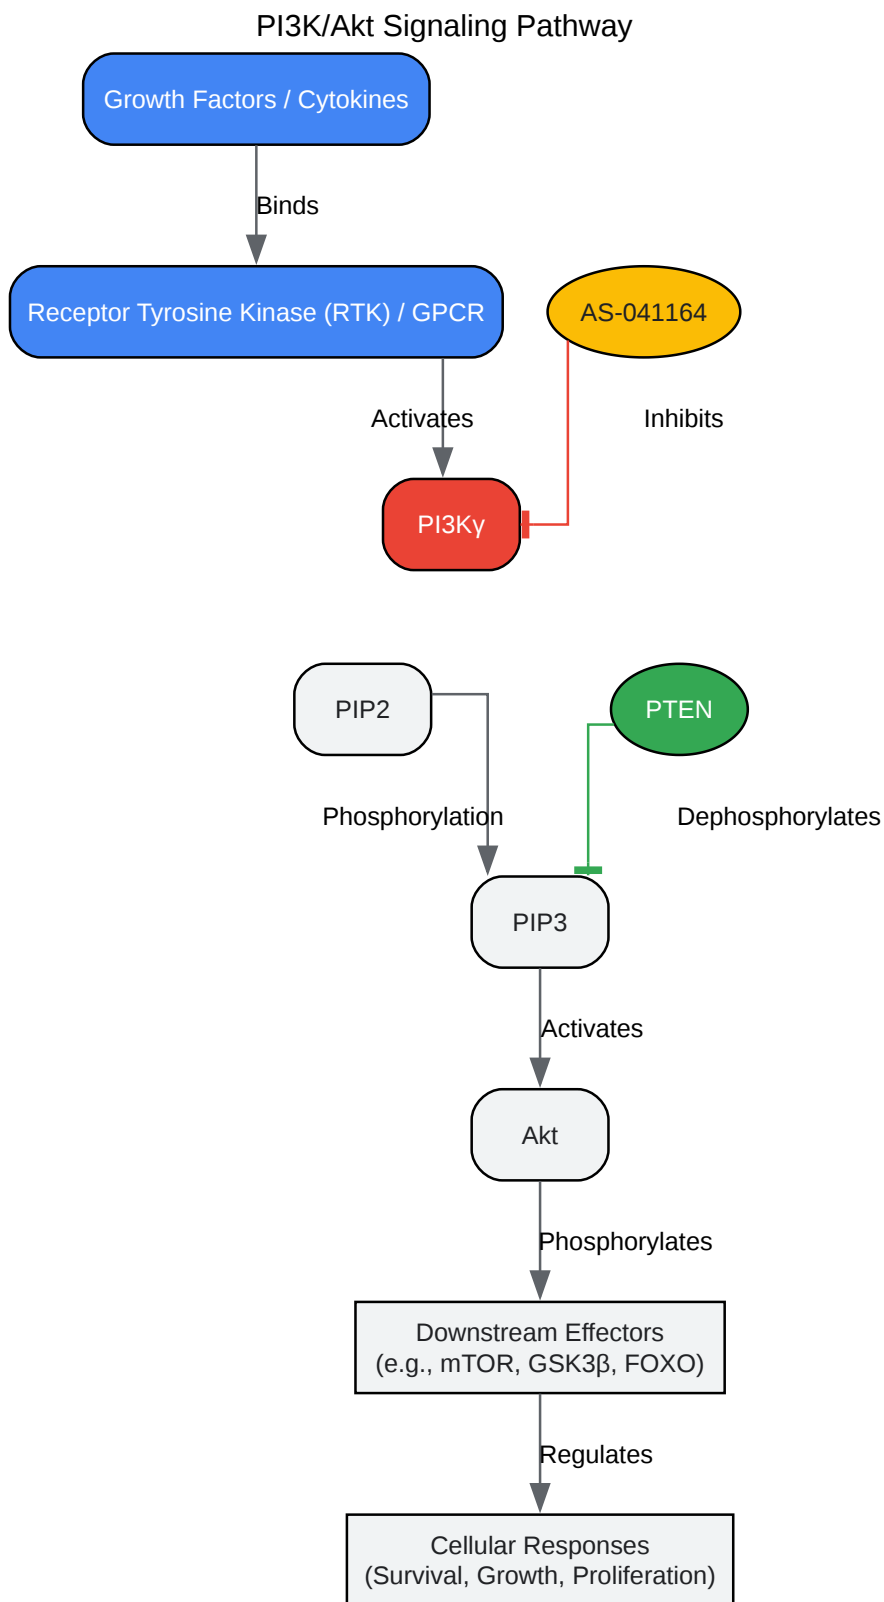 PI3K/Akt Signaling Pathway
Growth Factors / Cytokines
Binds
Receptor Tyrosine Kinase (RTK) / GPCR
AS-041164
Activates
Inhibits
PI3Kγ
PIP2
PTEN
Phosphorylation
Dephosphorylates
PIP3
Activates
Akt
Phosphorylates
Downstream Effectors
(e.g., mTOR, GSK3β, FOXO)
Regulates
Cellular Responses
(Survival, Growth, Proliferation)